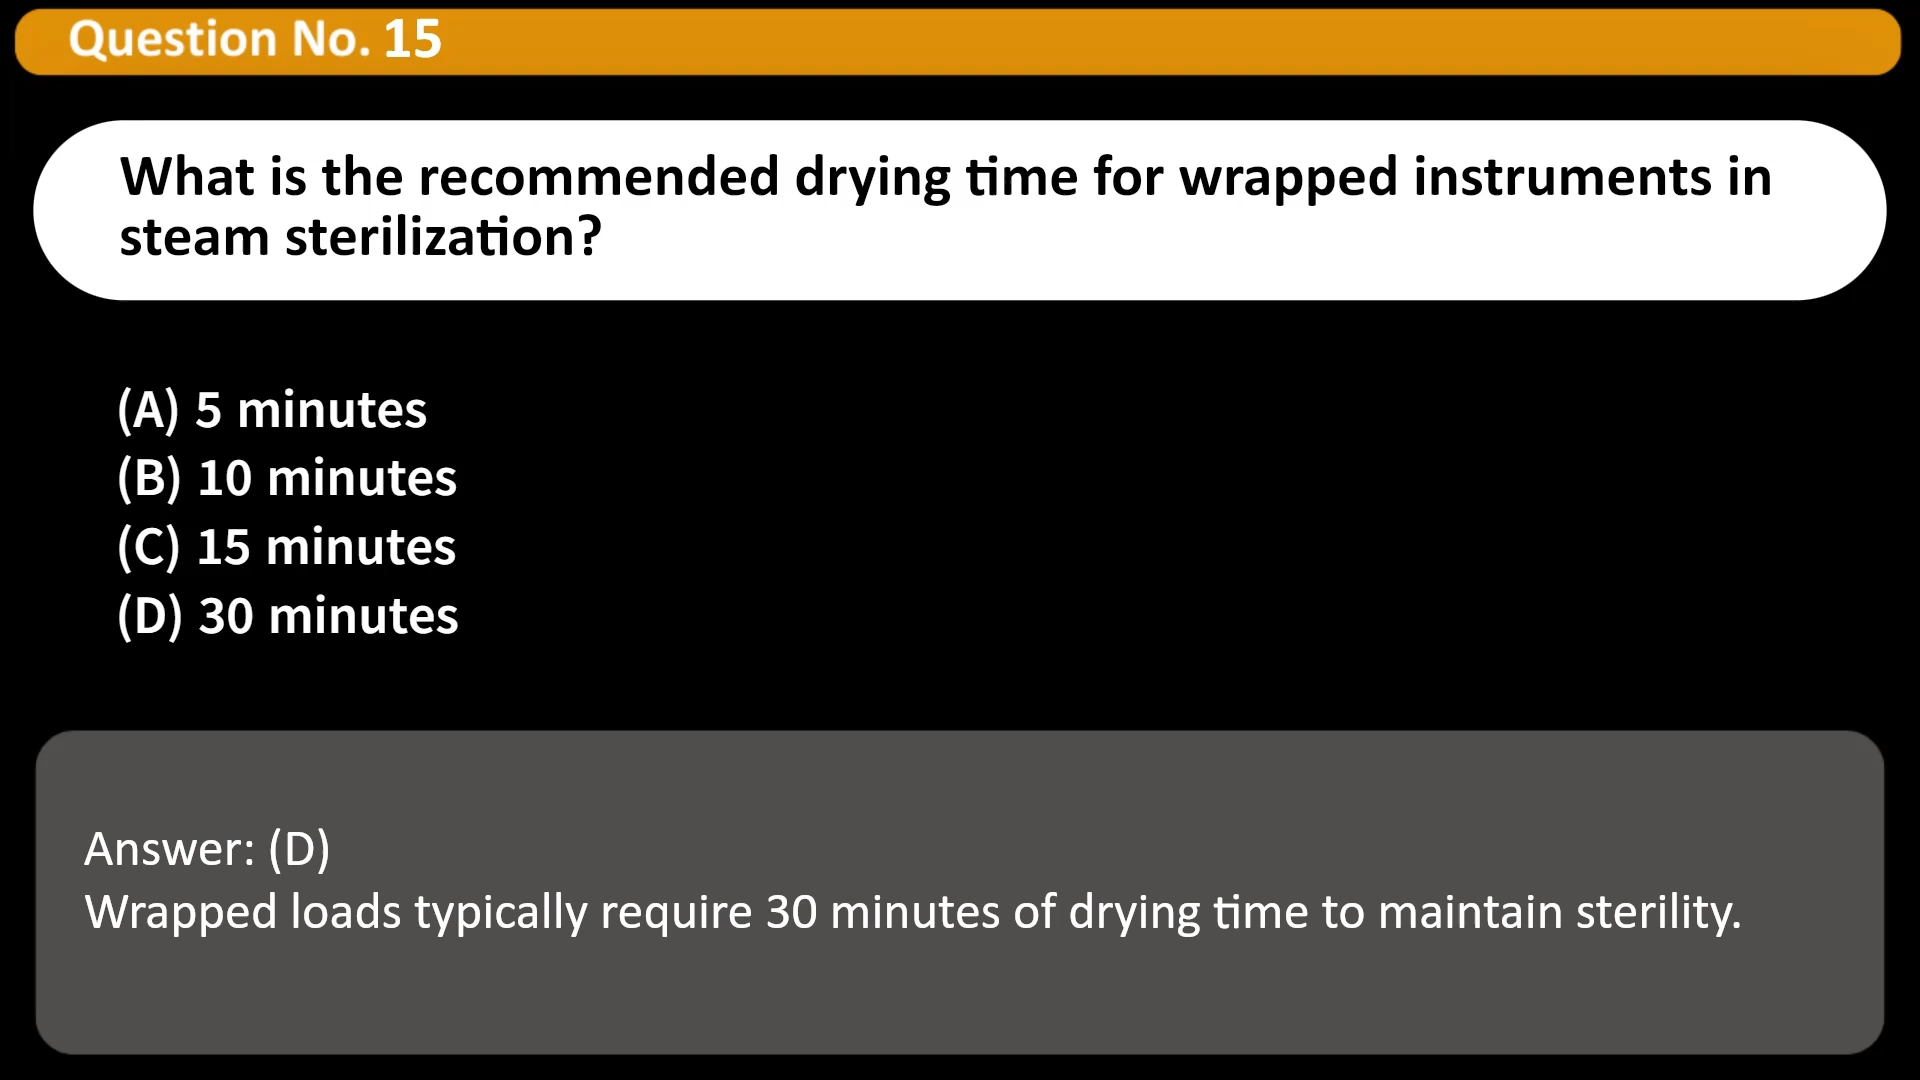 Question No. 15
What is the recommended drying time for wrapped instruments in
steam sterilization?
(A) 5 minutes
(B) 10 minutes
(C) 15 minutes
(D) 30 minutes
Answer: (D)
Wrapped loads typically require 30 minutes of drying time to maintain sterility.